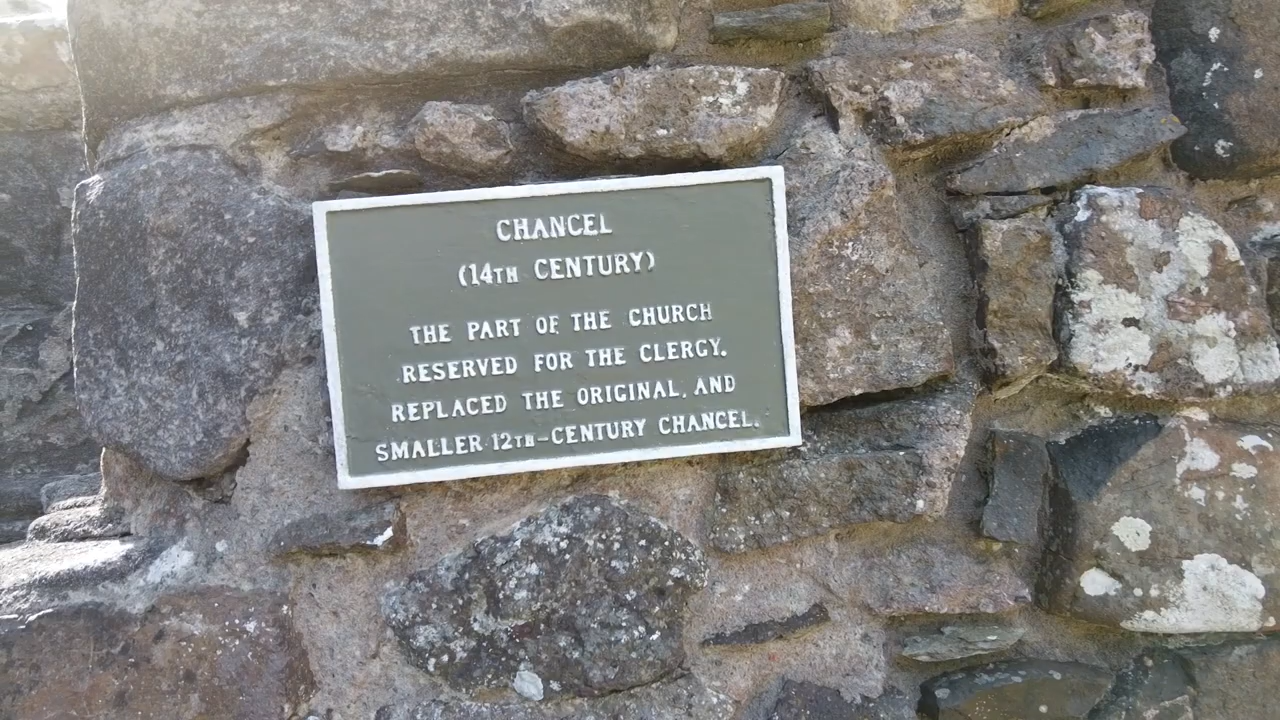 CHANCEL
(14TH CENTURY)
THE PART OF THE CHURCH
RESERVED FOR THE CLERGY.
REPLACED THE ORIGINAL, AND
SMALLER 12TH-CENTURY CHANCEL.